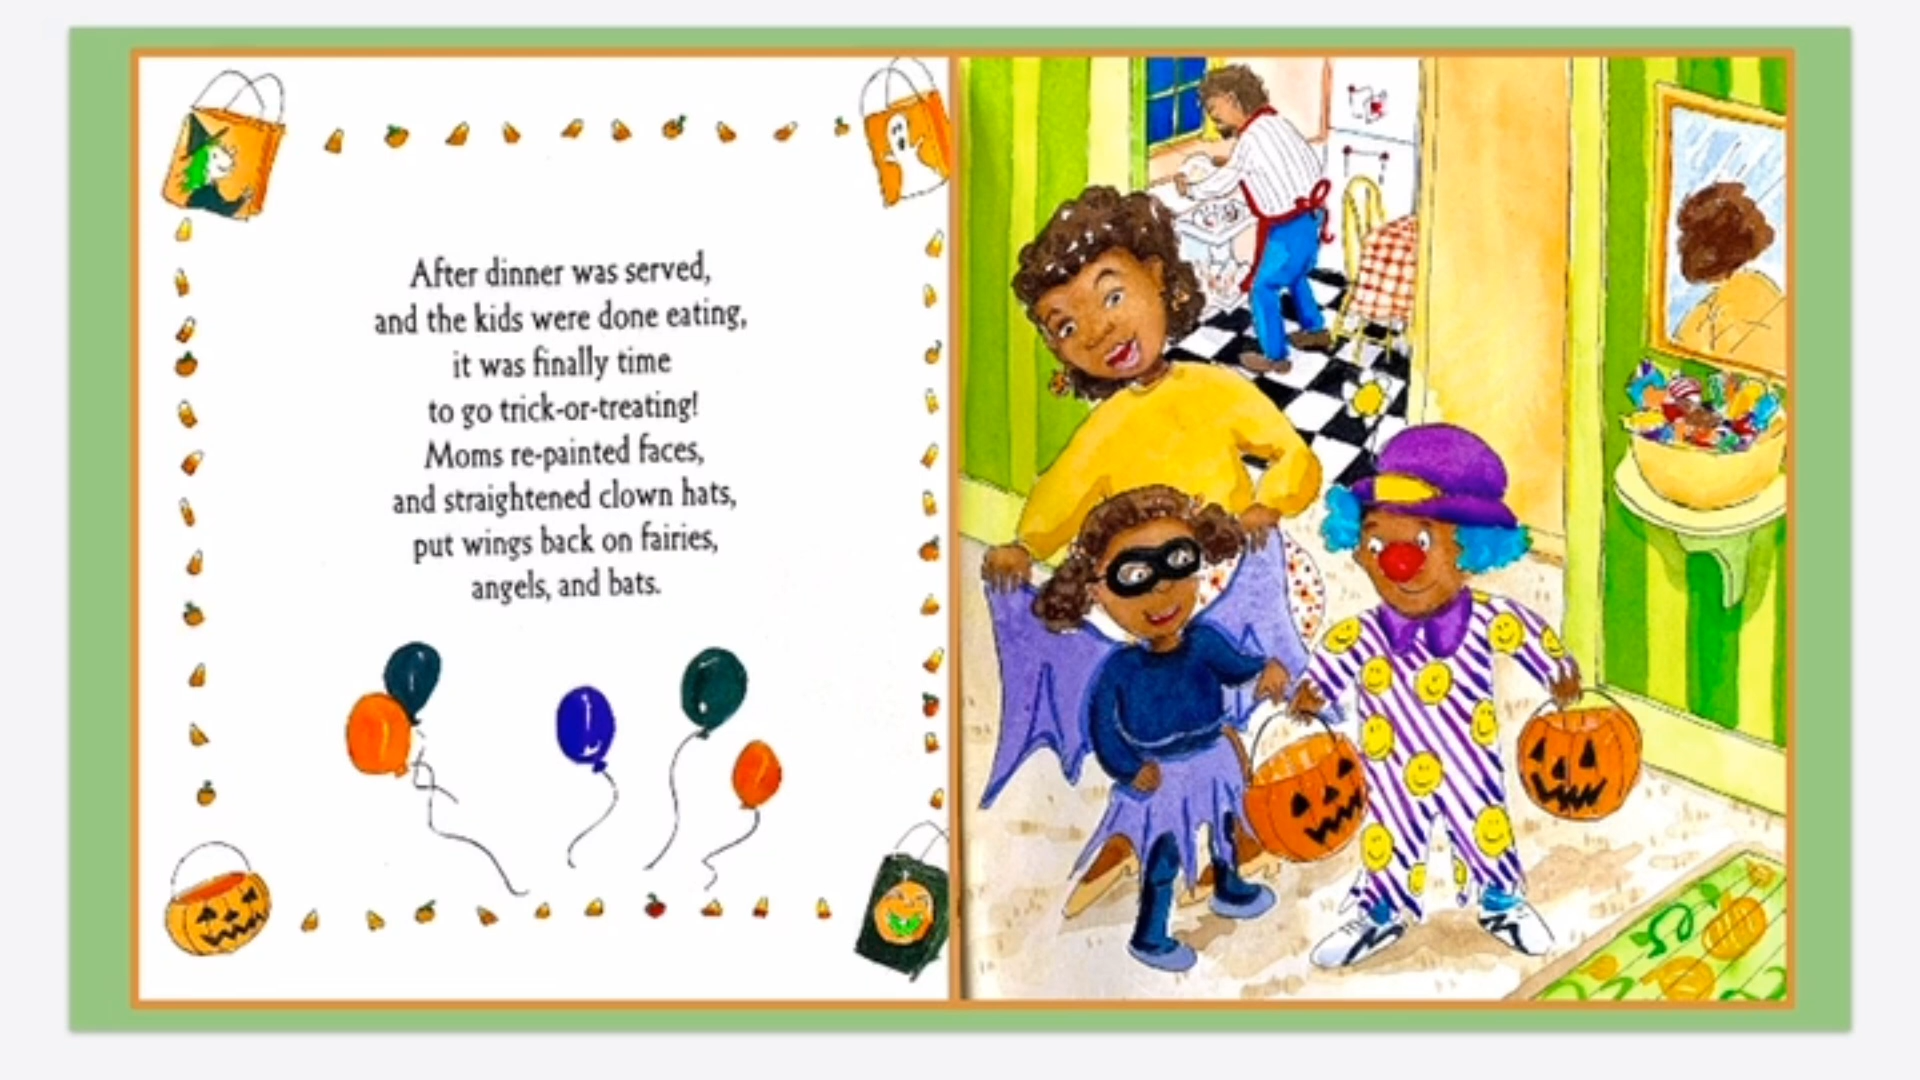 After dinner was served,
and the kids were done eating,
it was finally time
to go trick-or-treating!
Moms re-painted faces,
and straightened clown hats,
put wings back on fairies,
angels, and bats.